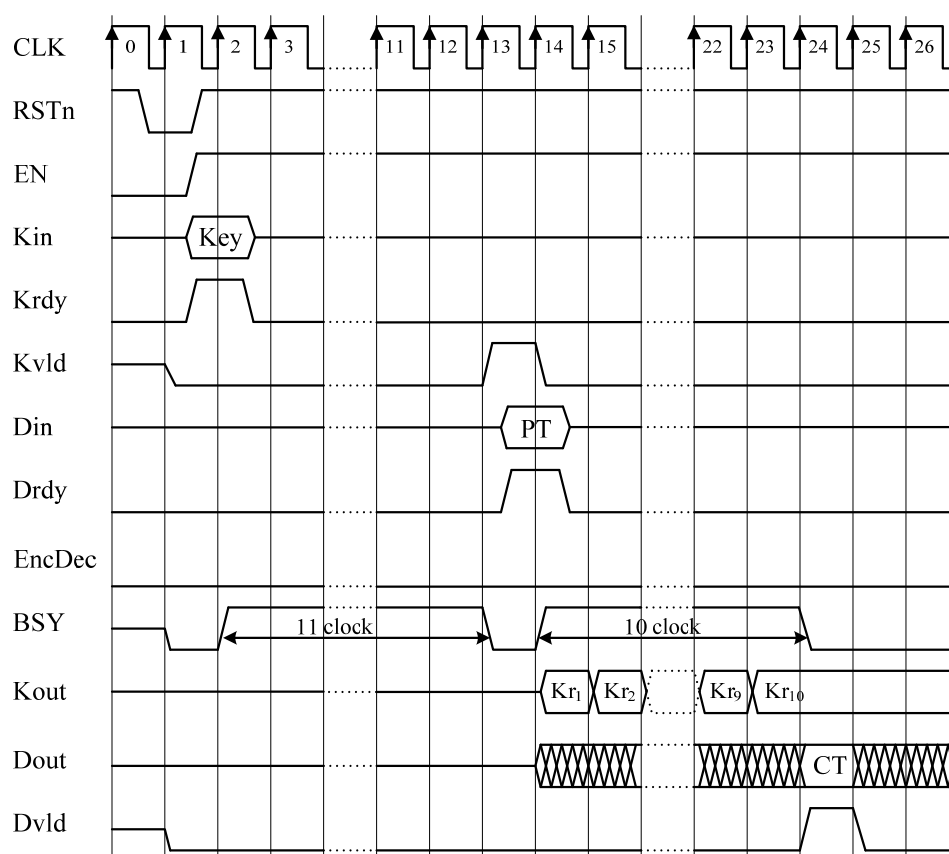 CLK 0 1 2 3 11 12 13 14 15 22 23 24 25 26
RSTn
EN
Kin Key
Krdy
Kvld
Din PT
Drdy
EncDec
BSY 11 clock 10 clock
Kout Kr1 Kr2 Kr9 Kr10
Dout CT
Dvld